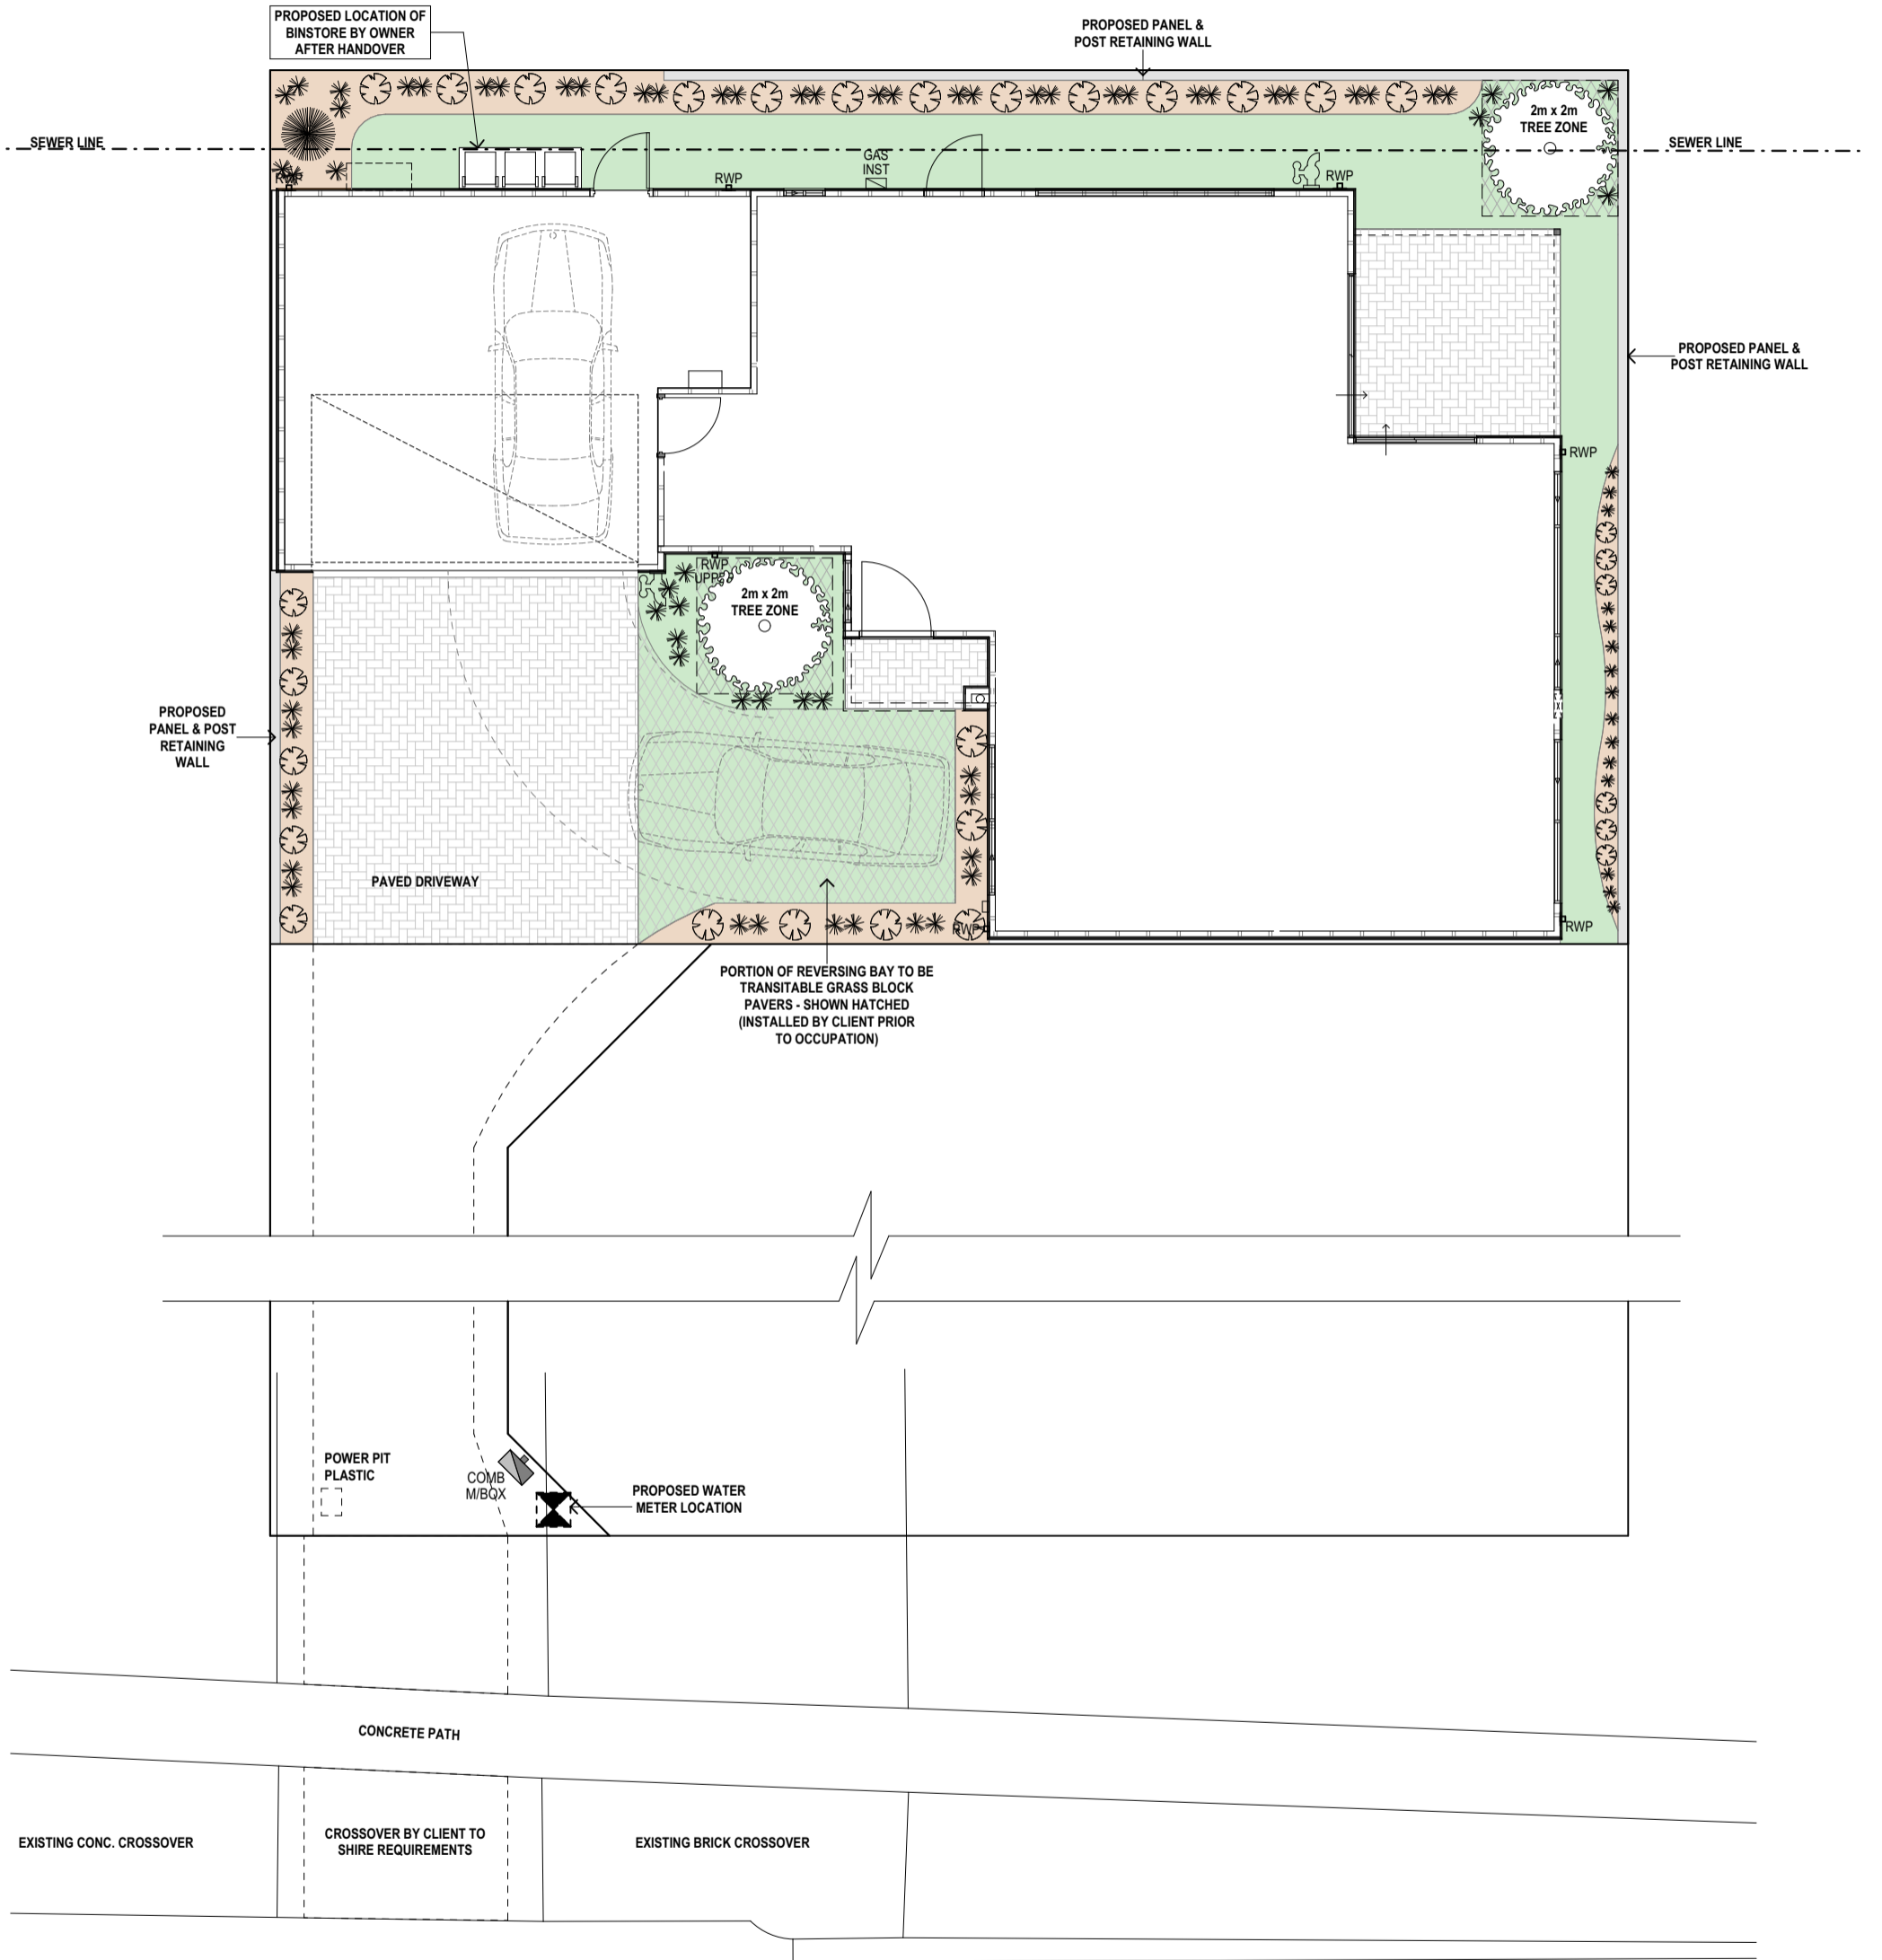 PROPOSED LOCATION OF
BINSTORE BY OWNER
AFTER HANDOVER
PROPOSED PANEL &
POST RETAINING WALL
SEWER LINE
SEWER LINE
2m x 2m
TREE ZONE
RWP
RWP
GAS
INST
RWP
PROPOSED PANEL &
POST RETAINING WALL
RWP
RWP
UPPER
2m x 2m
TREE ZONE
PROPOSED
PANEL & POST
RETAINING
WALL
PAVED DRIVEWAY
RWP
RWP
PORTION OF REVERSING BAY TO BE
TRANSITABLE GRASS BLOCK
PAVERS - SHOWN HATCHED
(INSTALLED BY CLIENT PRIOR
TO OCCUPATION)
POWER PIT
PLASTIC
COMB
M/BOX
PROPOSED WATER
METER LOCATION
CONCRETE PATH
EXISTING CONC. CROSSOVER
CROSSOVER BY CLIENT TO
SHIRE REQUIREMENTS
EXISTING BRICK CROSSOVER